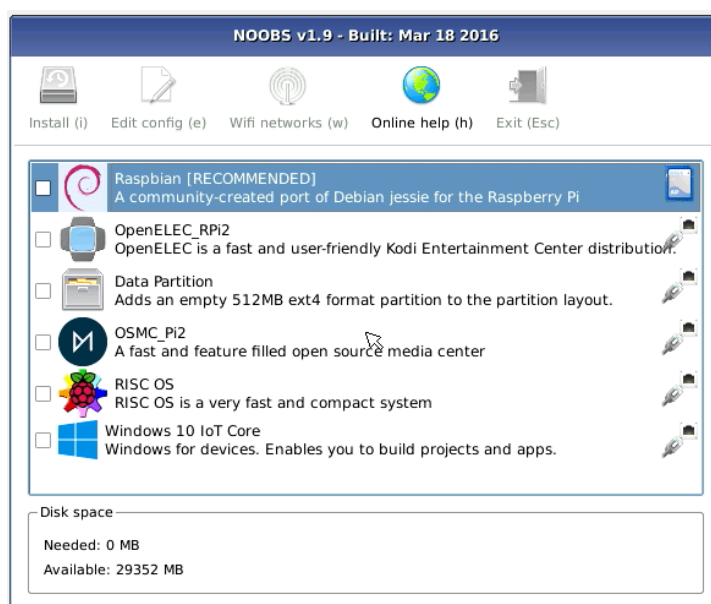 NOOBS v1.9 - Built: Mar 18 2016
Install (i) Edit config (e) Wifi networks (w) Online help (h) Exit (Esc)
Raspbian [RECOMMENDED]
A community-created port of Debian jessie for the Raspberry Pi
OpenELEC_RPi2
OpenELEC is a fast and user-friendly Kodi Entertainment Center distribution.
Data Partition
Adds an empty 512MB ext4 format partition to the partition layout.
OSMC_Pi2
A fast and feature filled open source media center
RISC OS
RISC OS is a very fast and compact system
Windows 10 IoT Core
Windows for devices. Enables you to build projects and apps.
Disk space
Needed: 0 MB
Available: 29352 MB